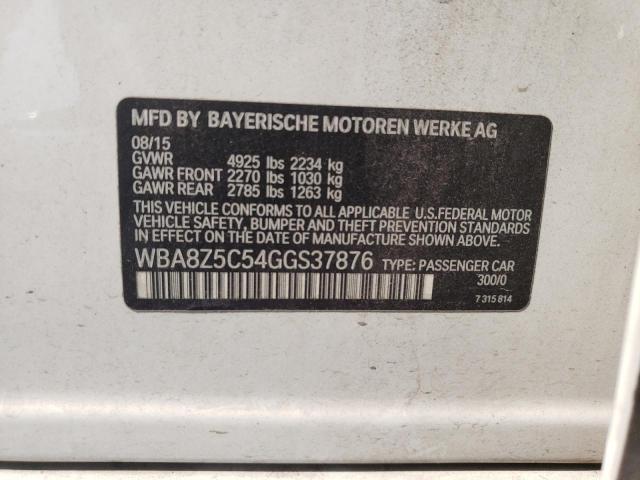 MFD BY BAYERISCHE MOTOREN WERKE AG
08/15
GVWR 4925 lbs 2234 kg
GAWR FRONT 2270 lbs 1030 kg
GAWR REAR 2785 lbs 1263 kg
THIS VEHICLE CONFORMS TO ALL APPLICABLE U.S.FEDERAL MOTOR
VEHICLE SAFETY, BUMPER AND THEFT PREVENTION STANDARDS
IN EFFECT ON THE DATE OF MANUFACTURE SHOWN ABOVE.
WBA8Z5C54GGS37876 TYPE: PASSENGER CAR
300/0
7 315 814